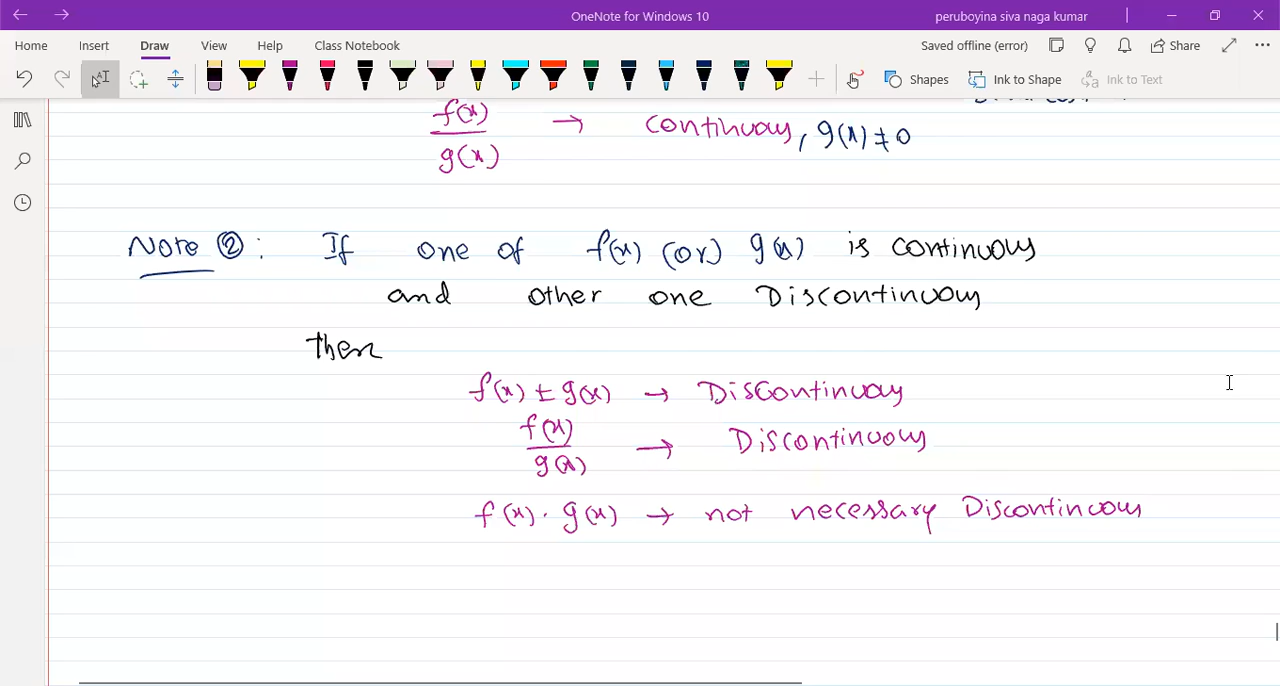 OneNote for Windows 10
peruboyina siva naga kumar
Home Insert Draw View Help Class Notebook
Saved offline (error) Share
Shapes Ink to Shape Ink to Text
f(x)/g(x) → continuous, g(x) ≠ 0
Note ②: If one of f(x) (or) g(x) is continuous
and other one Discontinuous
then
f(x) ± g(x) → Discontinuous
f(x)/g(x) → Discontinuous
f(x) · g(x) → not necessary Discontinuous